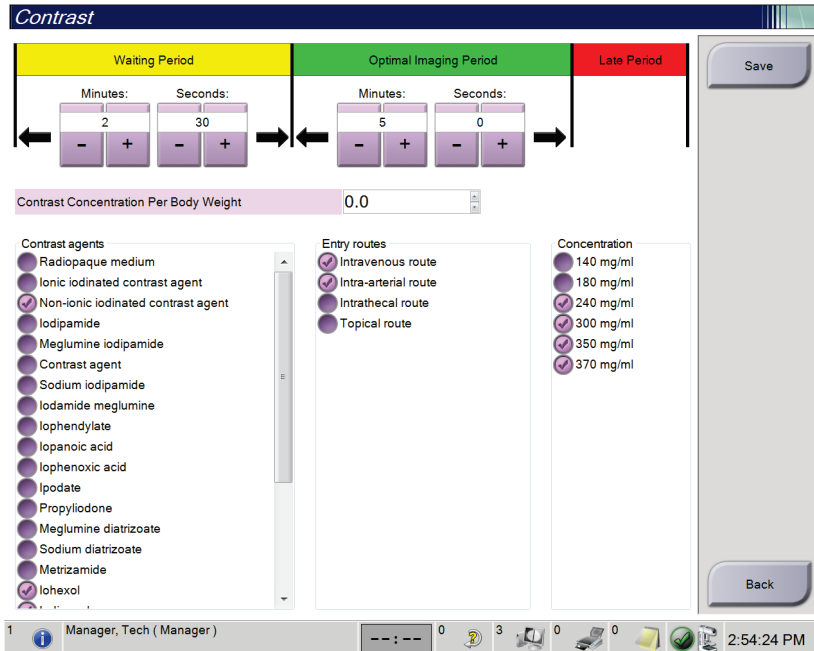 Contrast
Waiting Period
Optimal Imaging Period
Late Period
Save
Minutes: Seconds: Minutes: Seconds:
2 30 5 0
- + - + - + - +
Contrast Concentration Per Body Weight 0.0
Contrast agents
Radiopaque medium
Ionic iodinated contrast agent
Non-ionic iodinated contrast agent
Iodipamide
Meglumine iodipamide
Contrast agent
Sodium iodipamide
Iodamide meglumine
Iophendylate
Iopanoic acid
Iophenoxic acid
Ipodate
Propyliodone
Meglumine diatrizoate
Sodium diatrizoate
Metrizamide
Iohexol
Entry routes
Intravenous route
Intra-arterial route
Intrathecal route
Topical route
Concentration
140 mg/ml
180 mg/ml
240 mg/ml
300 mg/ml
350 mg/ml
370 mg/ml
Back
1 Manager, Tech ( Manager ) --:-- 0 3 0 0 2:54:24 PM